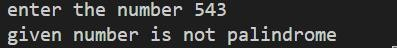 enter the number 543
given number is not palindrome